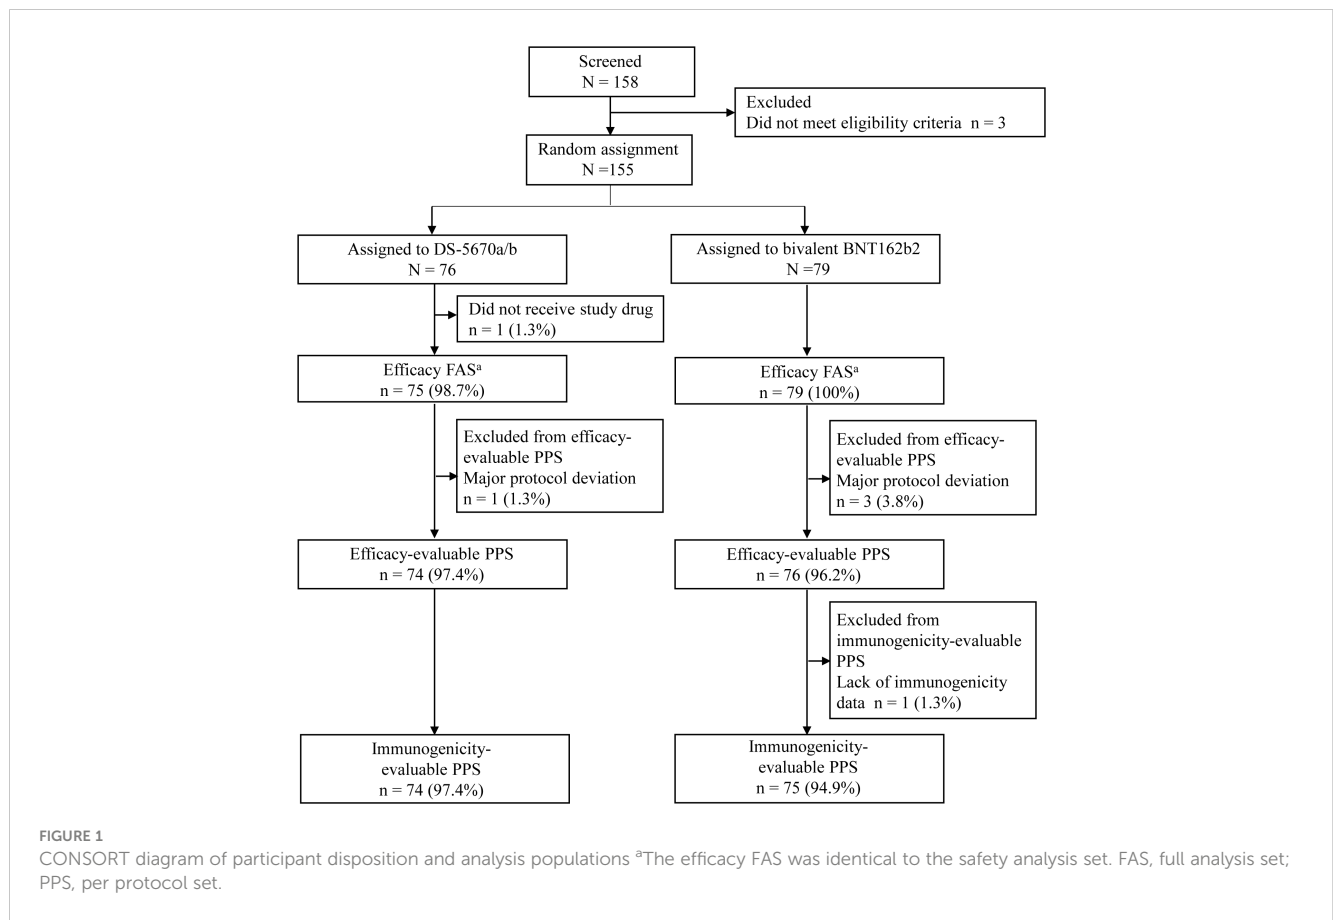 Screened
N = 158
Excluded
Did not meet eligibility criteria  n = 3
Random assignment
N =155
Assigned to DS-5670a/b
N = 76
Assigned to bivalent BNT162b2
N =79
Did not receive study drug
n = 1 (1.3%)
Efficacy FASᵃ
n = 75 (98.7%)
Efficacy FASᵃ
n = 79 (100%)
Excluded from efficacy-
evaluable PPS
Major protocol deviation
n = 1 (1.3%)
Excluded from efficacy-
evaluable PPS
Major protocol deviation
n = 3 (3.8%)
Efficacy-evaluable PPS
n = 74 (97.4%)
Efficacy-evaluable PPS
n = 76 (96.2%)
Excluded from
immunogenicity-evaluable
PPS
Lack of immunogenicity
data  n = 1 (1.3%)
Immunogenicity-
evaluable PPS
n = 74 (97.4%)
Immunogenicity-
evaluable PPS
n = 75 (94.9%)
FIGURE 1
CONSORT diagram of participant disposition and analysis populations ᵃThe efficacy FAS was identical to the safety analysis set. FAS, full analysis set;
PPS, per protocol set.